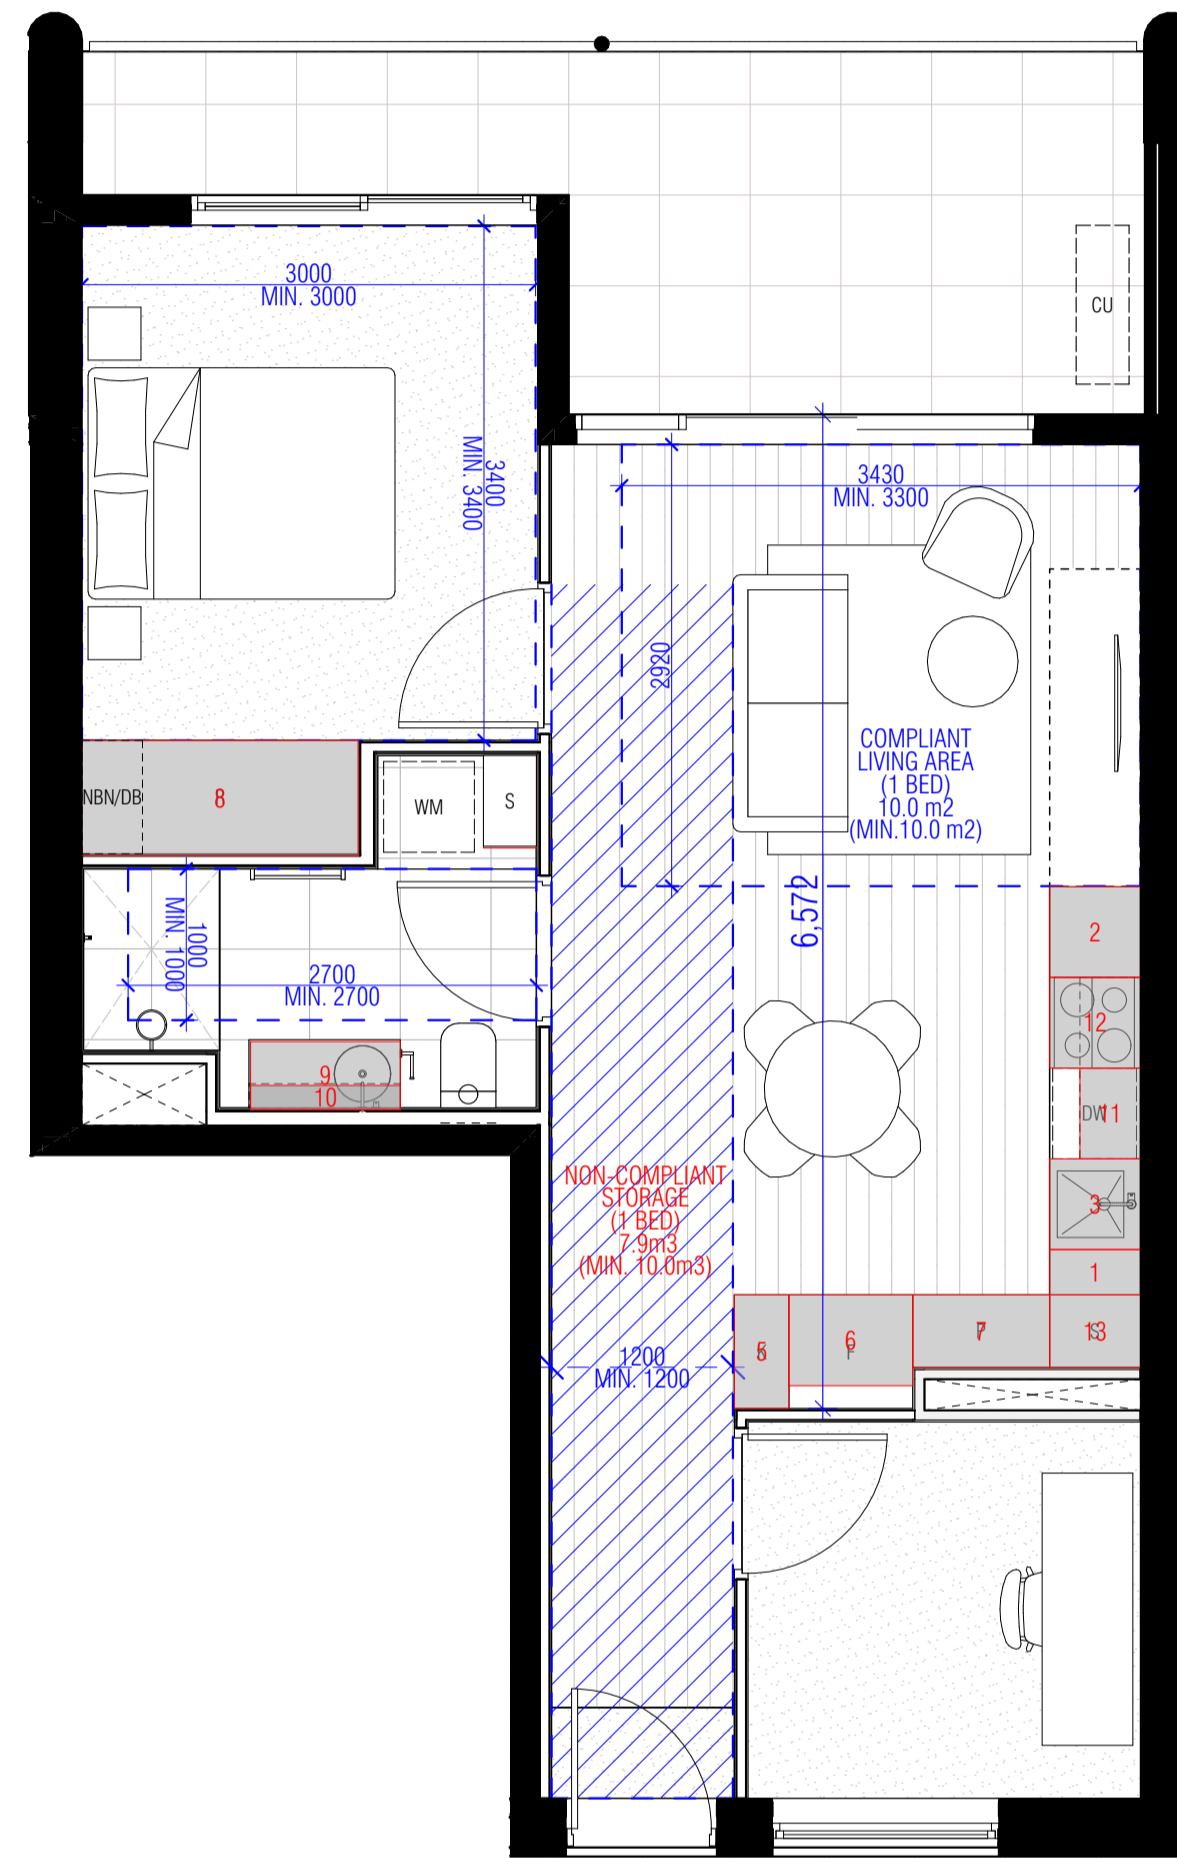 CU
3000
MIN. 3000
3400
MIN. 3400
3430
MIN. 3300
2920
COMPLIANT
LIVING AREA
(1 BED)
10.0 m2
(MIN.10.0 m2)
NBN/DB
8
WM
S
6,572
1000
MIN. 1000
2700
MIN. 2700
2
12
9
10
DW
11
3
NON-COMPLIANT
STORAGE
(1 BED)
7.9m3
(MIN. 10.0m3)
1
5
6
F
7
P
13
S
1200
MIN. 1200